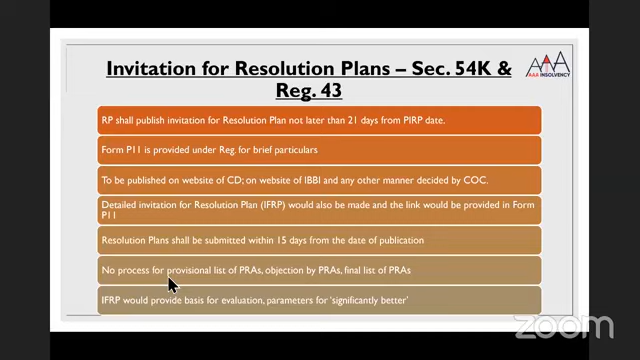 Invitation for Resolution Plans – Sec. 54K &
Reg. 43
AAA INSOLVENCY
RP shall publish invitation for Resolution Plan not later than 21 days from PIRP date.
Form P11 is provided under Reg. for brief particulars
To be published on website of CD; on website of IBBI and any other manner decided by COC.
Detailed invitation for Resolution Plan (IFRP) would also be made and the link would be provided in Form
P11
Resolution Plans shall be submitted within 15 days from the date of publication
No process for provisional list of PRAs, objection by PRAs, final list of PRAs
IFRP would provide basis for evaluation, parameters for 'significantly better'
zoom